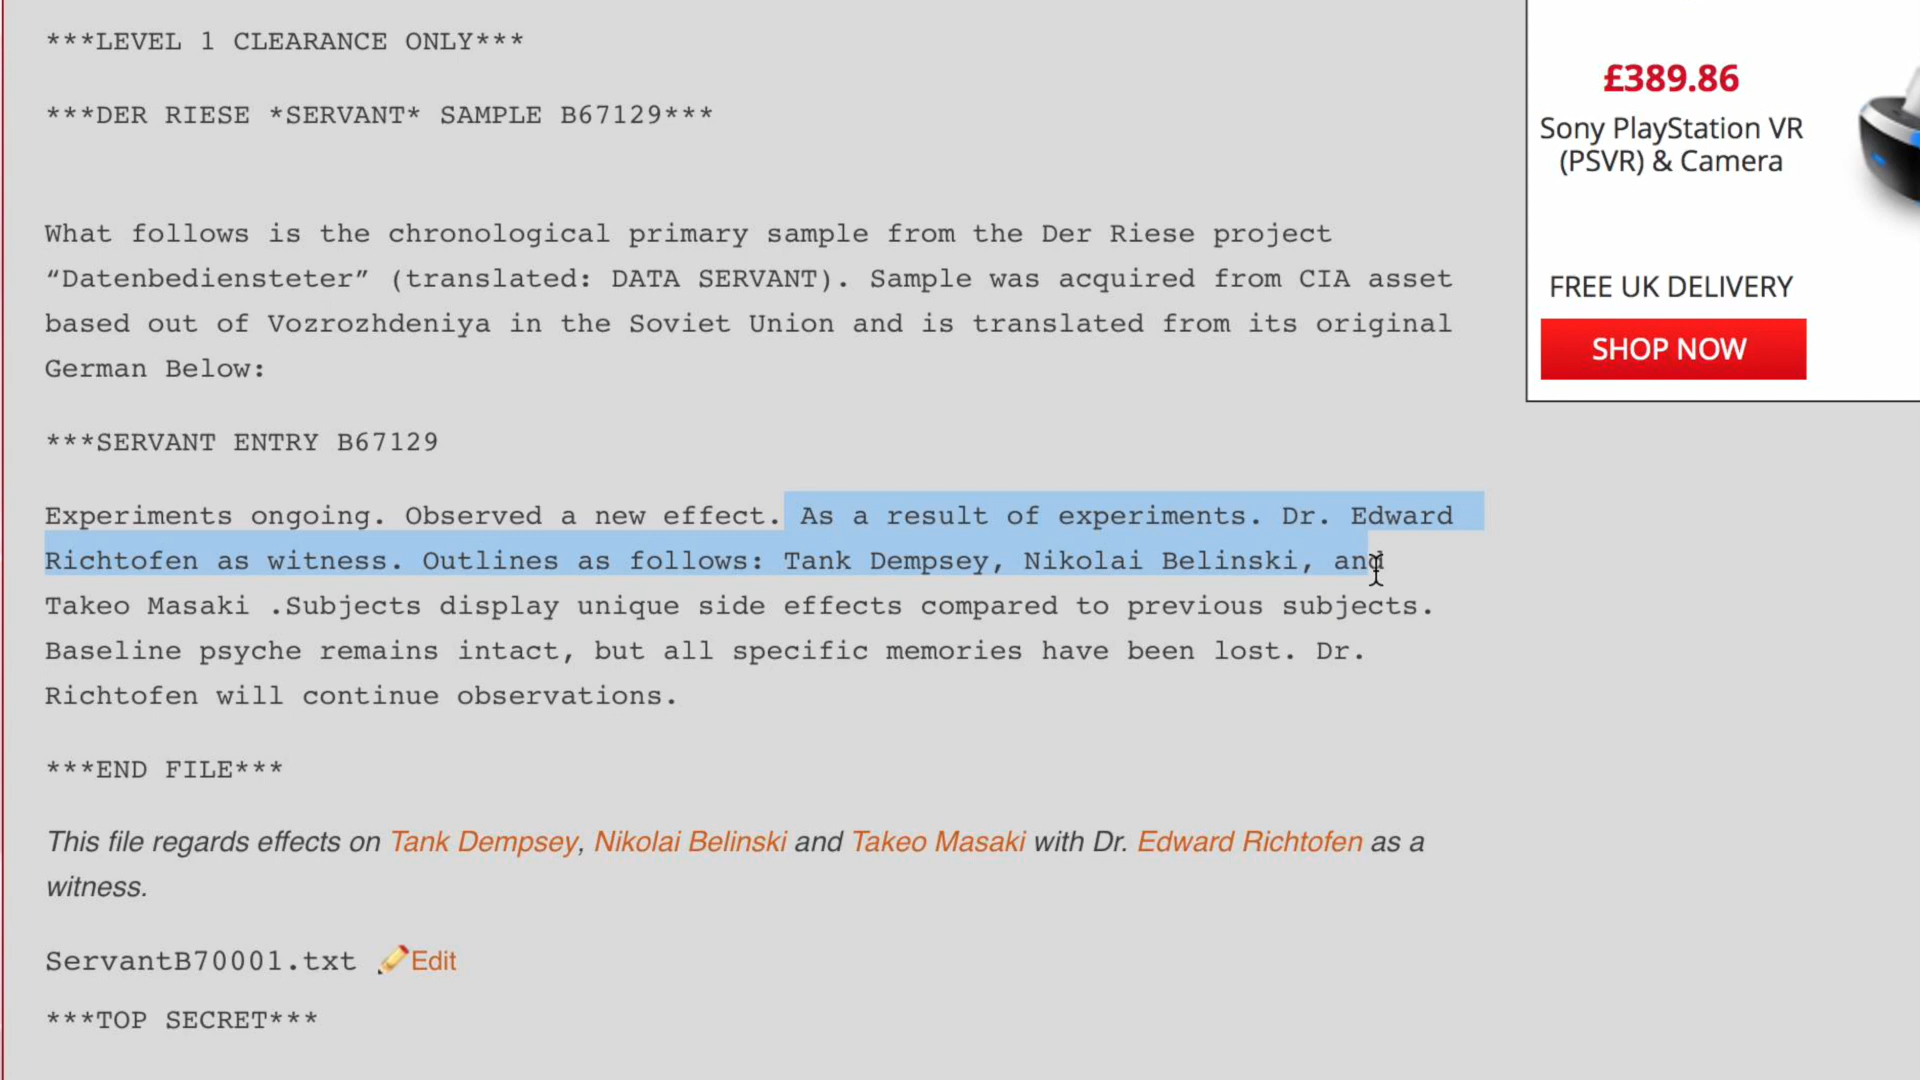 ***LEVEL 1 CLEARANCE ONLY***
***DER RIESE *SERVANT* SAMPLE B67129***
What follows is the chronological primary sample from the Der Riese project
“Datenbediensteter” (translated: DATA SERVANT). Sample was acquired from CIA asset
based out of Vozrozhdeniya in the Soviet Union and is translated from its original
German Below:
***SERVANT ENTRY B67129
Experiments ongoing. Observed a new effect. As a result of experiments. Dr. Edward
Richtofen as witness. Outlines as follows: Tank Dempsey, Nikolai Belinski, and
Takeo Masaki .Subjects display unique side effects compared to previous subjects.
Baseline psyche remains intact, but all specific memories have been lost. Dr.
Richtofen will continue observations.
***END FILE***
This file regards effects on Tank Dempsey, Nikolai Belinski and Takeo Masaki with Dr. Edward Richtofen as a
witness.
ServantB70001.txt Edit
***TOP SECRET***
£389.86
Sony PlayStation VR
(PSVR) & Camera
FREE UK DELIVERY
SHOP NOW